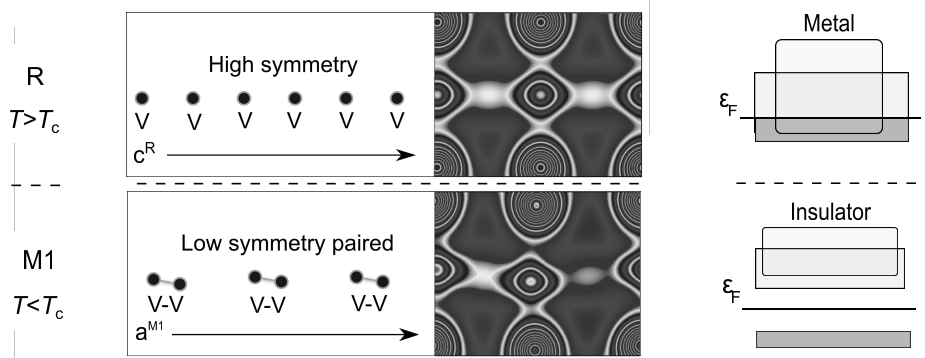 R
T>Tc
High symmetry
V V V V V V
cR
Metal
εF
M1
T<Tc
Low symmetry paired
V-V V-V V-V
aM1
Insulator
εF